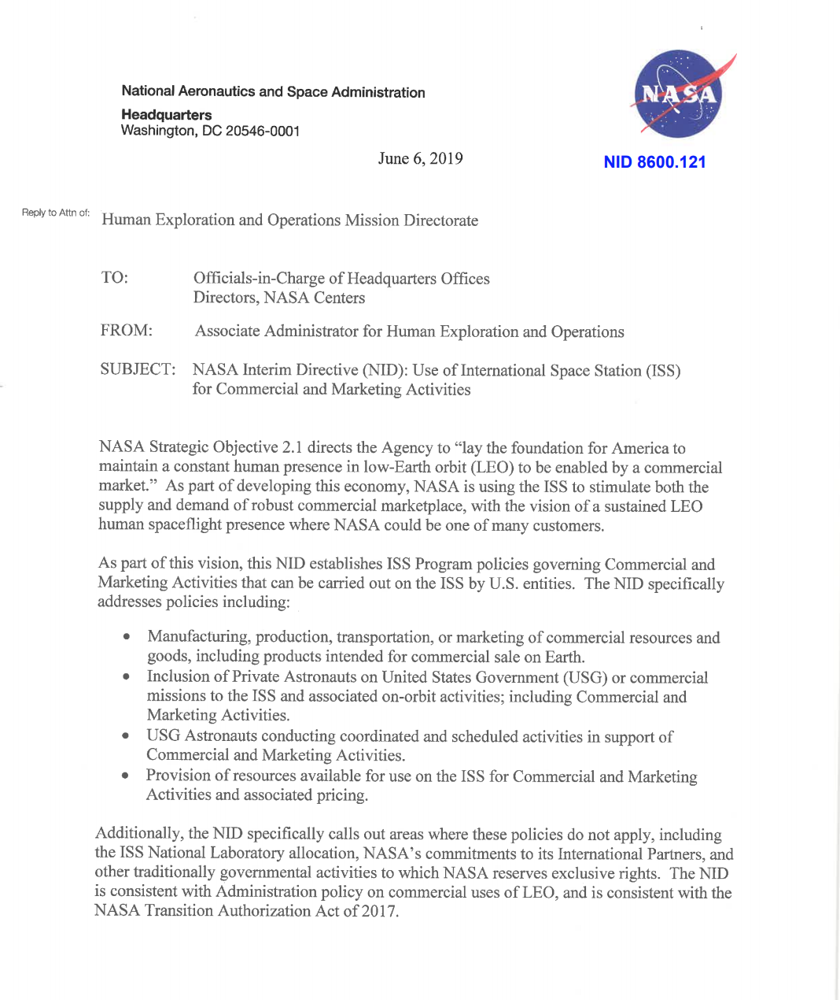 National Aeronautics and Space Administration
Headquarters
Washington, DC 20546-0001
NASA
June 6, 2019
NID 8600.121
Reply to Attn of: Human Exploration and Operations Mission Directorate
TO: Officials-in-Charge of Headquarters Offices
Directors, NASA Centers
FROM: Associate Administrator for Human Exploration and Operations
SUBJECT: NASA Interim Directive (NID): Use of International Space Station (ISS)
for Commercial and Marketing Activities
NASA Strategic Objective 2.1 directs the Agency to “lay the foundation for America to
maintain a constant human presence in low-Earth orbit (LEO) to be enabled by a commercial
market.” As part of developing this economy, NASA is using the ISS to stimulate both the
supply and demand of robust commercial marketplace, with the vision of a sustained LEO
human spaceflight presence where NASA could be one of many customers.
As part of this vision, this NID establishes ISS Program policies governing Commercial and
Marketing Activities that can be carried out on the ISS by U.S. entities. The NID specifically
addresses policies including:
• Manufacturing, production, transportation, or marketing of commercial resources and
goods, including products intended for commercial sale on Earth.
• Inclusion of Private Astronauts on United States Government (USG) or commercial
missions to the ISS and associated on-orbit activities; including Commercial and
Marketing Activities.
• USG Astronauts conducting coordinated and scheduled activities in support of
Commercial and Marketing Activities.
• Provision of resources available for use on the ISS for Commercial and Marketing
Activities and associated pricing.
Additionally, the NID specifically calls out areas where these policies do not apply, including
the ISS National Laboratory allocation, NASA’s commitments to its International Partners, and
other traditionally governmental activities to which NASA reserves exclusive rights. The NID
is consistent with Administration policy on commercial uses of LEO, and is consistent with the
NASA Transition Authorization Act of 2017.